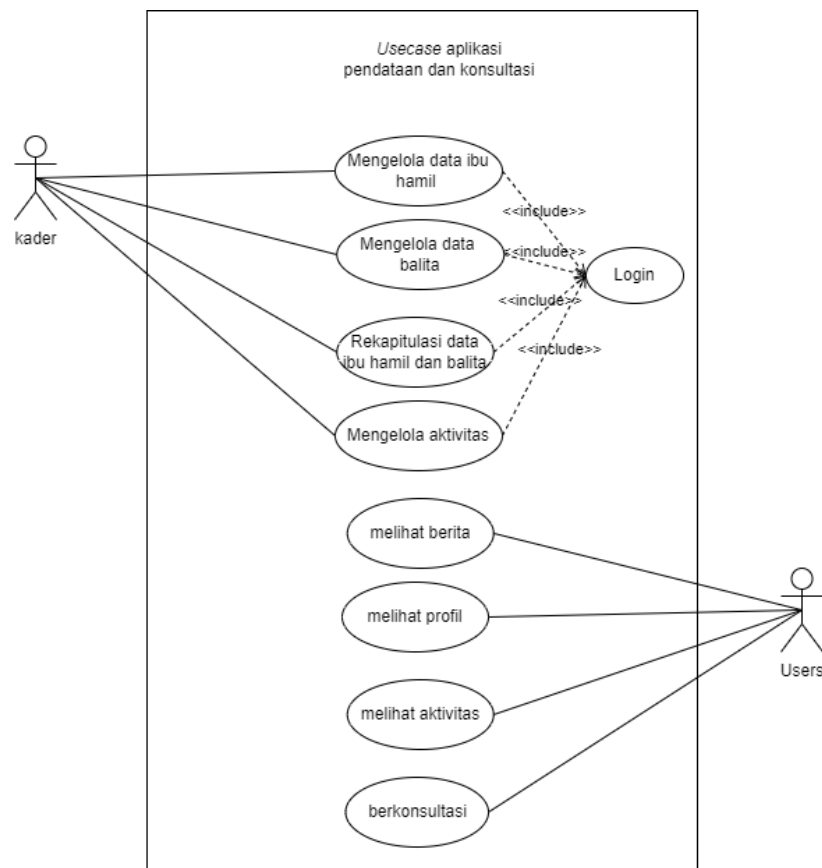 Usecase aplikasi
pendataan dan konsultasi
kader
Mengelola data ibu
hamil
<<include>>
Mengelola data
balita
<<include>>
Login
<<include>>
Rekapitulasi data
ibu hamil dan balita
<<include>>
Mengelola aktivitas
melihat berita
melihat profil
Users
melihat aktivitas
berkonsultasi